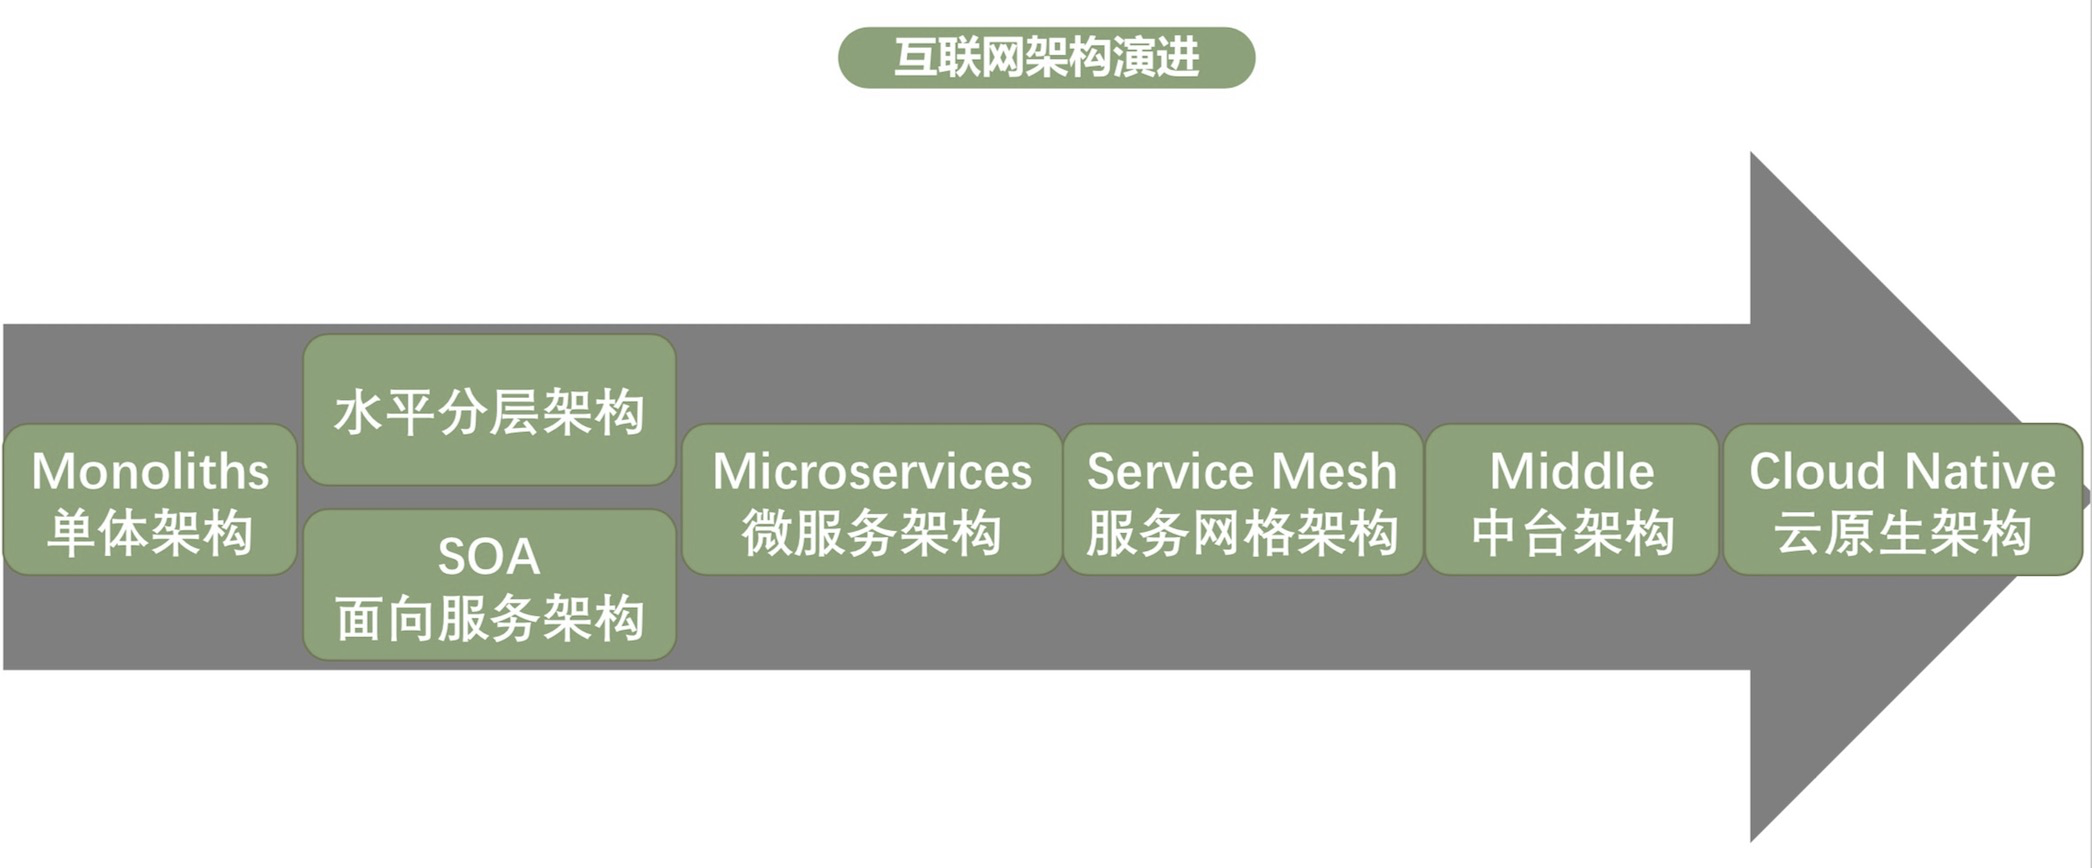 互联网架构演进
Monoliths
单体架构
水平分层架构
SOA
面向服务架构
Microservices
微服务架构
Service Mesh
服务网格架构
Middle
中台架构
Cloud Native
云原生架构